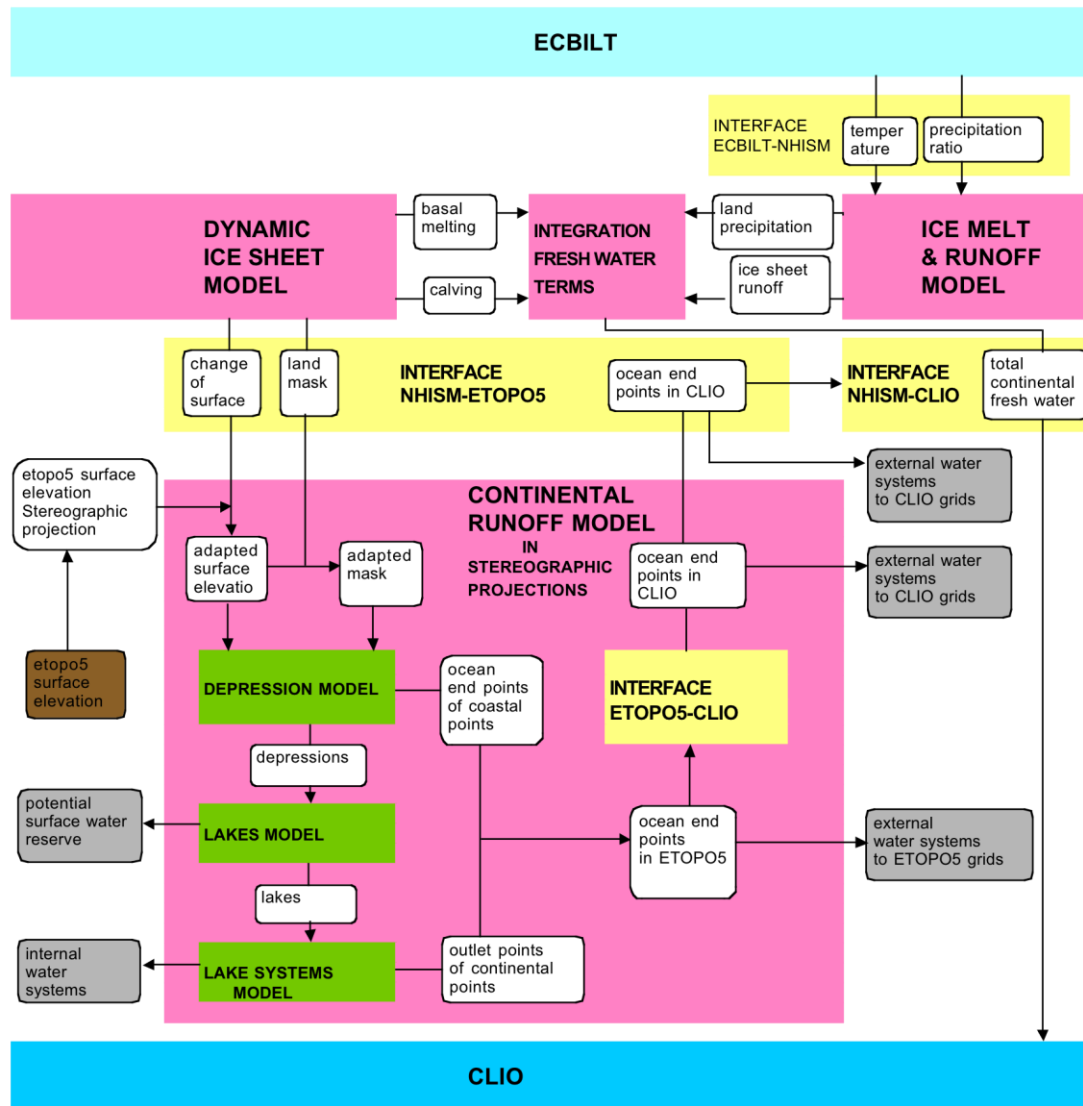 ECBILT
INTERFACE
ECBILT-NHISM
temper
ature
precipitation
ratio
DYNAMIC
ICE SHEET
MODEL
basal
melting
calving
INTEGRATION
FRESH WATER
TERMS
land
precipitation
ice sheet
runoff
ICE MELT
& RUNOFF
MODEL
change
of
surface
land
mask
INTERFACE
NHISM-ETOPO5
ocean end
points in CLIO
INTERFACE
NHISM-CLIO
total
continental
fresh water
etopo5 surface
elevation
Stereographic
projection
CONTINENTAL
RUNOFF MODEL
IN
STEREOGRAPHIC
PROJECTIONS
external water
systems
to CLIO grids
adapted
surface
elevatio
adapted
mask
ocean end
points in
CLIO
external water
systems
to CLIO grids
etopo5
surface
elevation
DEPRESSION MODEL
ocean
end points
of coastal
points
INTERFACE
ETOPO5-CLIO
depressions
potential
surface water
reserve
LAKES MODEL
ocean end
points
in ETOPO5
external
water systems
to ETOPO5 grids
lakes
internal
water
systems
LAKE SYSTEMS
MODEL
outlet points
of continental
points
CLIO